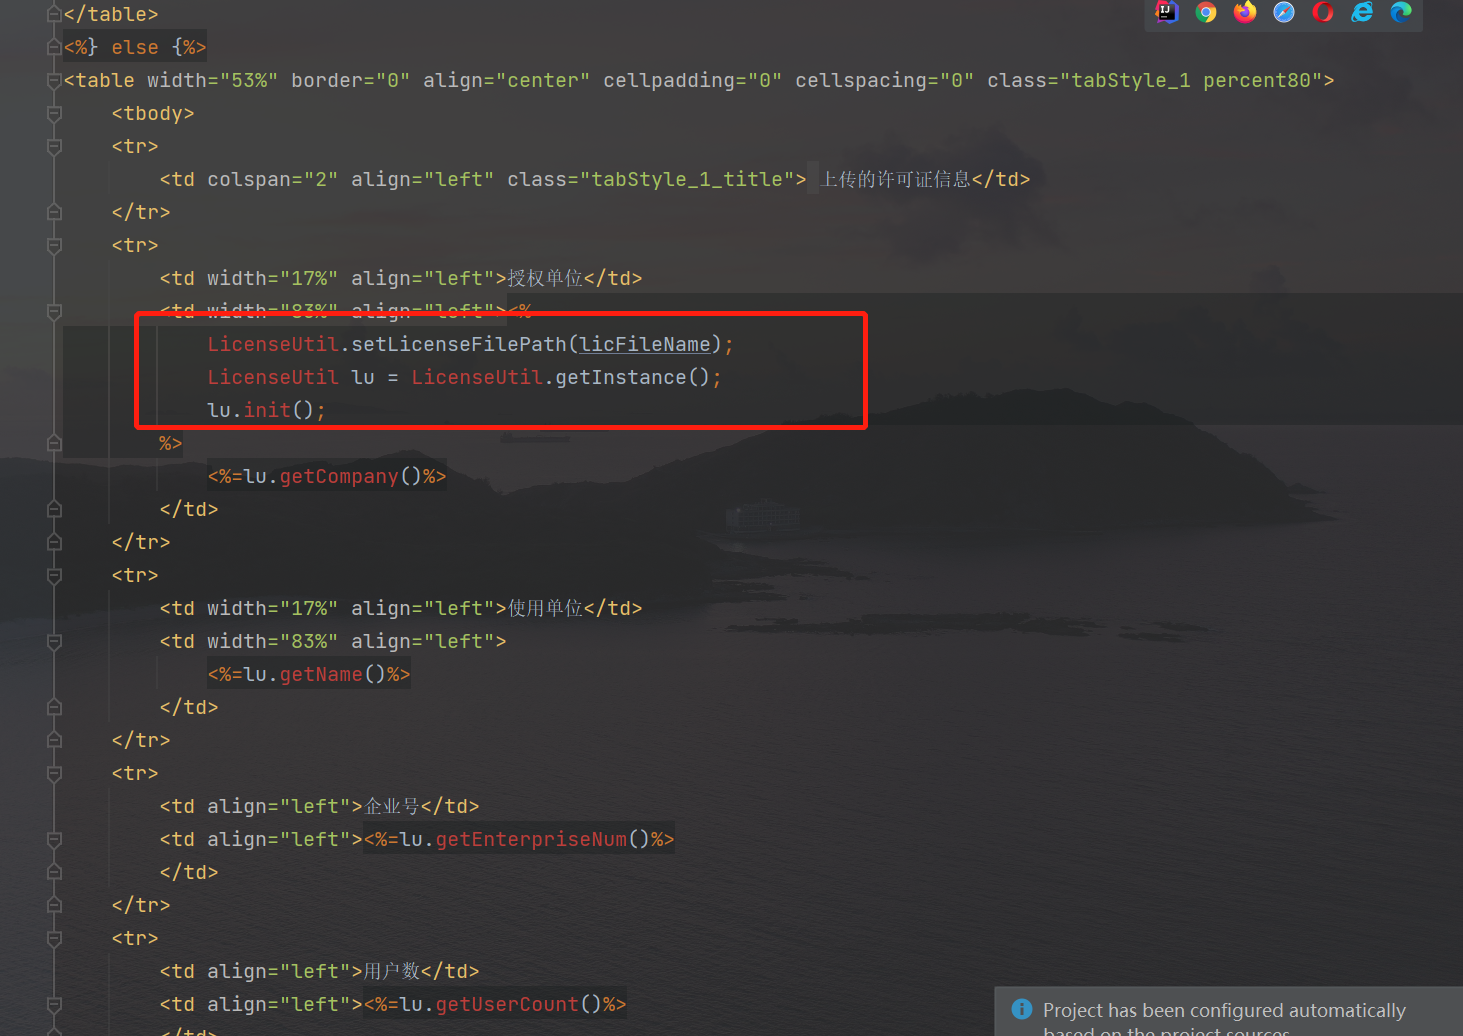 </table>
<%} else {%>
<table width="53%" border="0" align="center" cellpadding="0" cellspacing="0" class="tabStyle_1 percent80">
<tbody>
<tr>
<td colspan="2" align="left" class="tabStyle_1_title"> 上传的许可证信息</td>
</tr>
<tr>
<td width="17%" align="left">授权单位</td>
<td width="83%" align="left"><%
LicenseUtil.setLicenseFilePath(licFileName);
LicenseUtil lu = LicenseUtil.getInstance();
lu.init();
%>
<%=lu.getCompany()%>
</td>
</tr>
<tr>
<td width="17%" align="left">使用单位</td>
<td width="83%" align="left">
<%=lu.getName()%>
</td>
</tr>
<tr>
<td align="left">企业号</td>
<td align="left"><%=lu.getEnterpriseNum()%>
</td>
</tr>
<tr>
<td align="left">用户数</td>
<td align="left"><%=lu.getUserCount()%>
</td>
Project has been configured automatically
based on the project sources